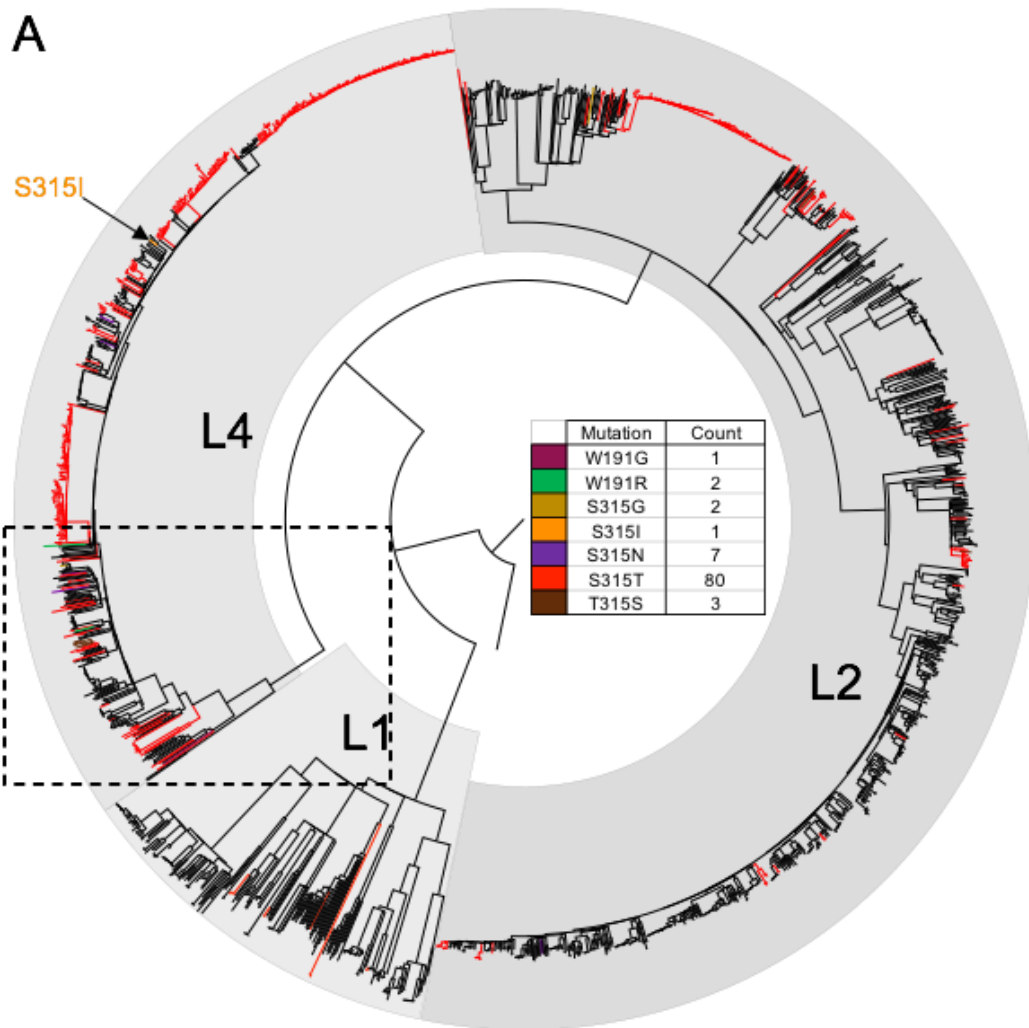 A
S315I
L4
Mutation Count
W191G 1
W191R 2
S315G 2
S315I 1
S315N 7
S315T 80
T315S 3
L2
L1